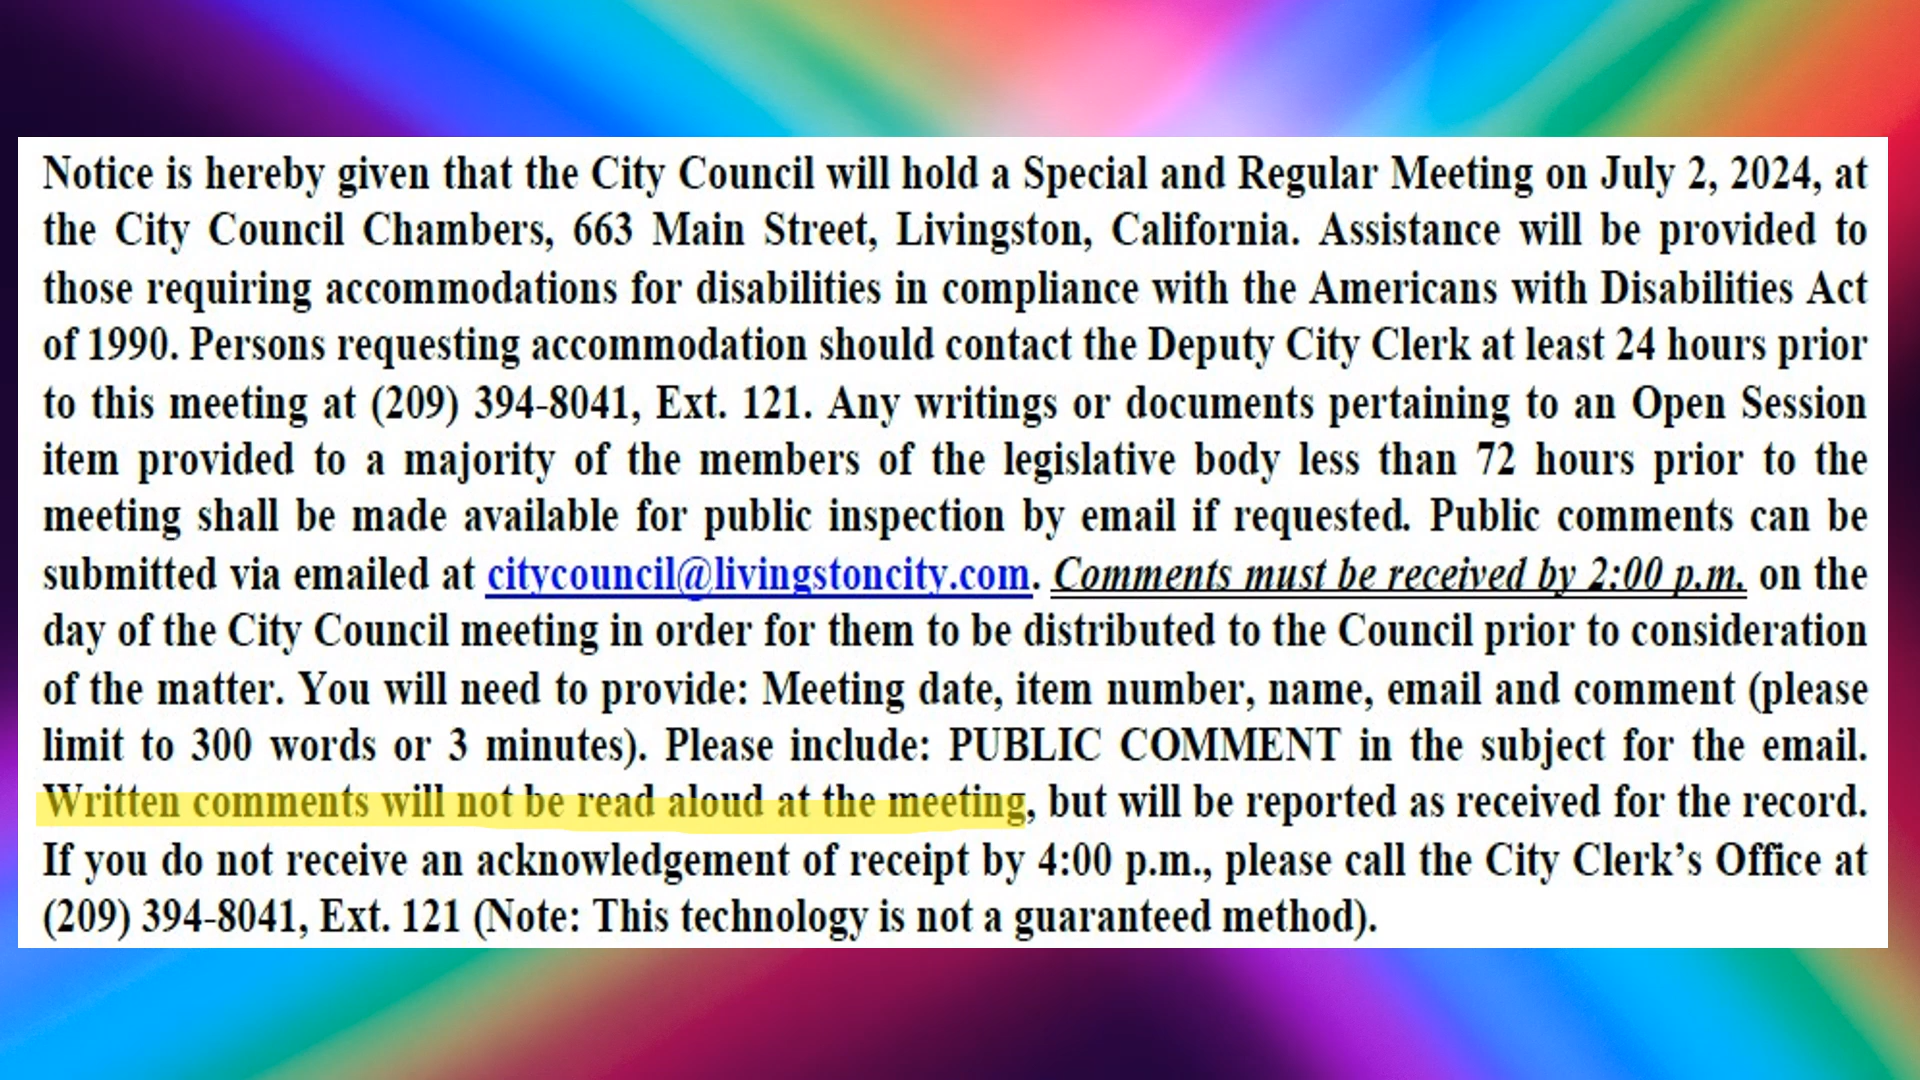 Notice is hereby given that the City Council will hold a Special and Regular Meeting on July 2, 2024, at
the City Council Chambers, 663 Main Street, Livingston, California. Assistance will be provided to
those requiring accommodations for disabilities in compliance with the Americans with Disabilities Act
of 1990. Persons requesting accommodation should contact the Deputy City Clerk at least 24 hours prior
to this meeting at (209) 394-8041, Ext. 121. Any writings or documents pertaining to an Open Session
item provided to a majority of the members of the legislative body less than 72 hours prior to the
meeting shall be made available for public inspection by email if requested. Public comments can be
submitted via emailed at citycouncil@livingstoncity.com. Comments must be received by 2:00 p.m. on the
day of the City Council meeting in order for them to be distributed to the Council prior to consideration
of the matter. You will need to provide: Meeting date, item number, name, email and comment (please
limit to 300 words or 3 minutes). Please include: PUBLIC COMMENT in the subject for the email.
Written comments will not be read aloud at the meeting, but will be reported as received for the record.
If you do not receive an acknowledgement of receipt by 4:00 p.m., please call the City Clerk’s Office at
(209) 394-8041, Ext. 121 (Note: This technology is not a guaranteed method).